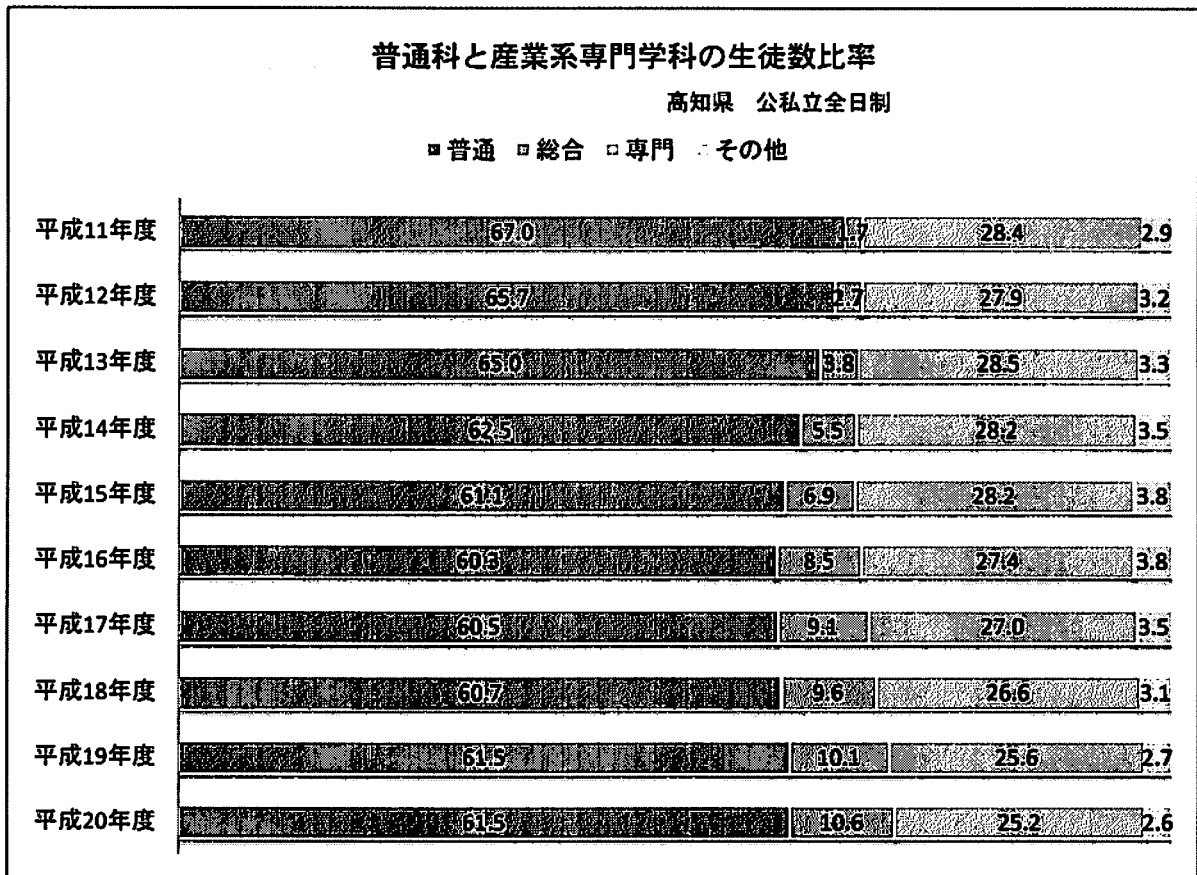 普通科と産業系専門学科の生徒数比率
高知県 公私立全日制
普通 総合 専門 その他
平成11年度 67.0 1.7 28.4 2.9
平成12年度 65.7 2.7 27.9 3.2
平成13年度 65.0 3.8 28.5 3.3
平成14年度 62.5 5.5 28.2 3.5
平成15年度 61.1 6.9 28.2 3.8
平成16年度 60.3 8.5 27.4 3.8
平成17年度 60.5 9.1 27.0 3.5
平成18年度 60.7 9.6 26.6 3.1
平成19年度 61.5 10.1 25.6 2.7
平成20年度 61.5 10.6 25.2 2.6